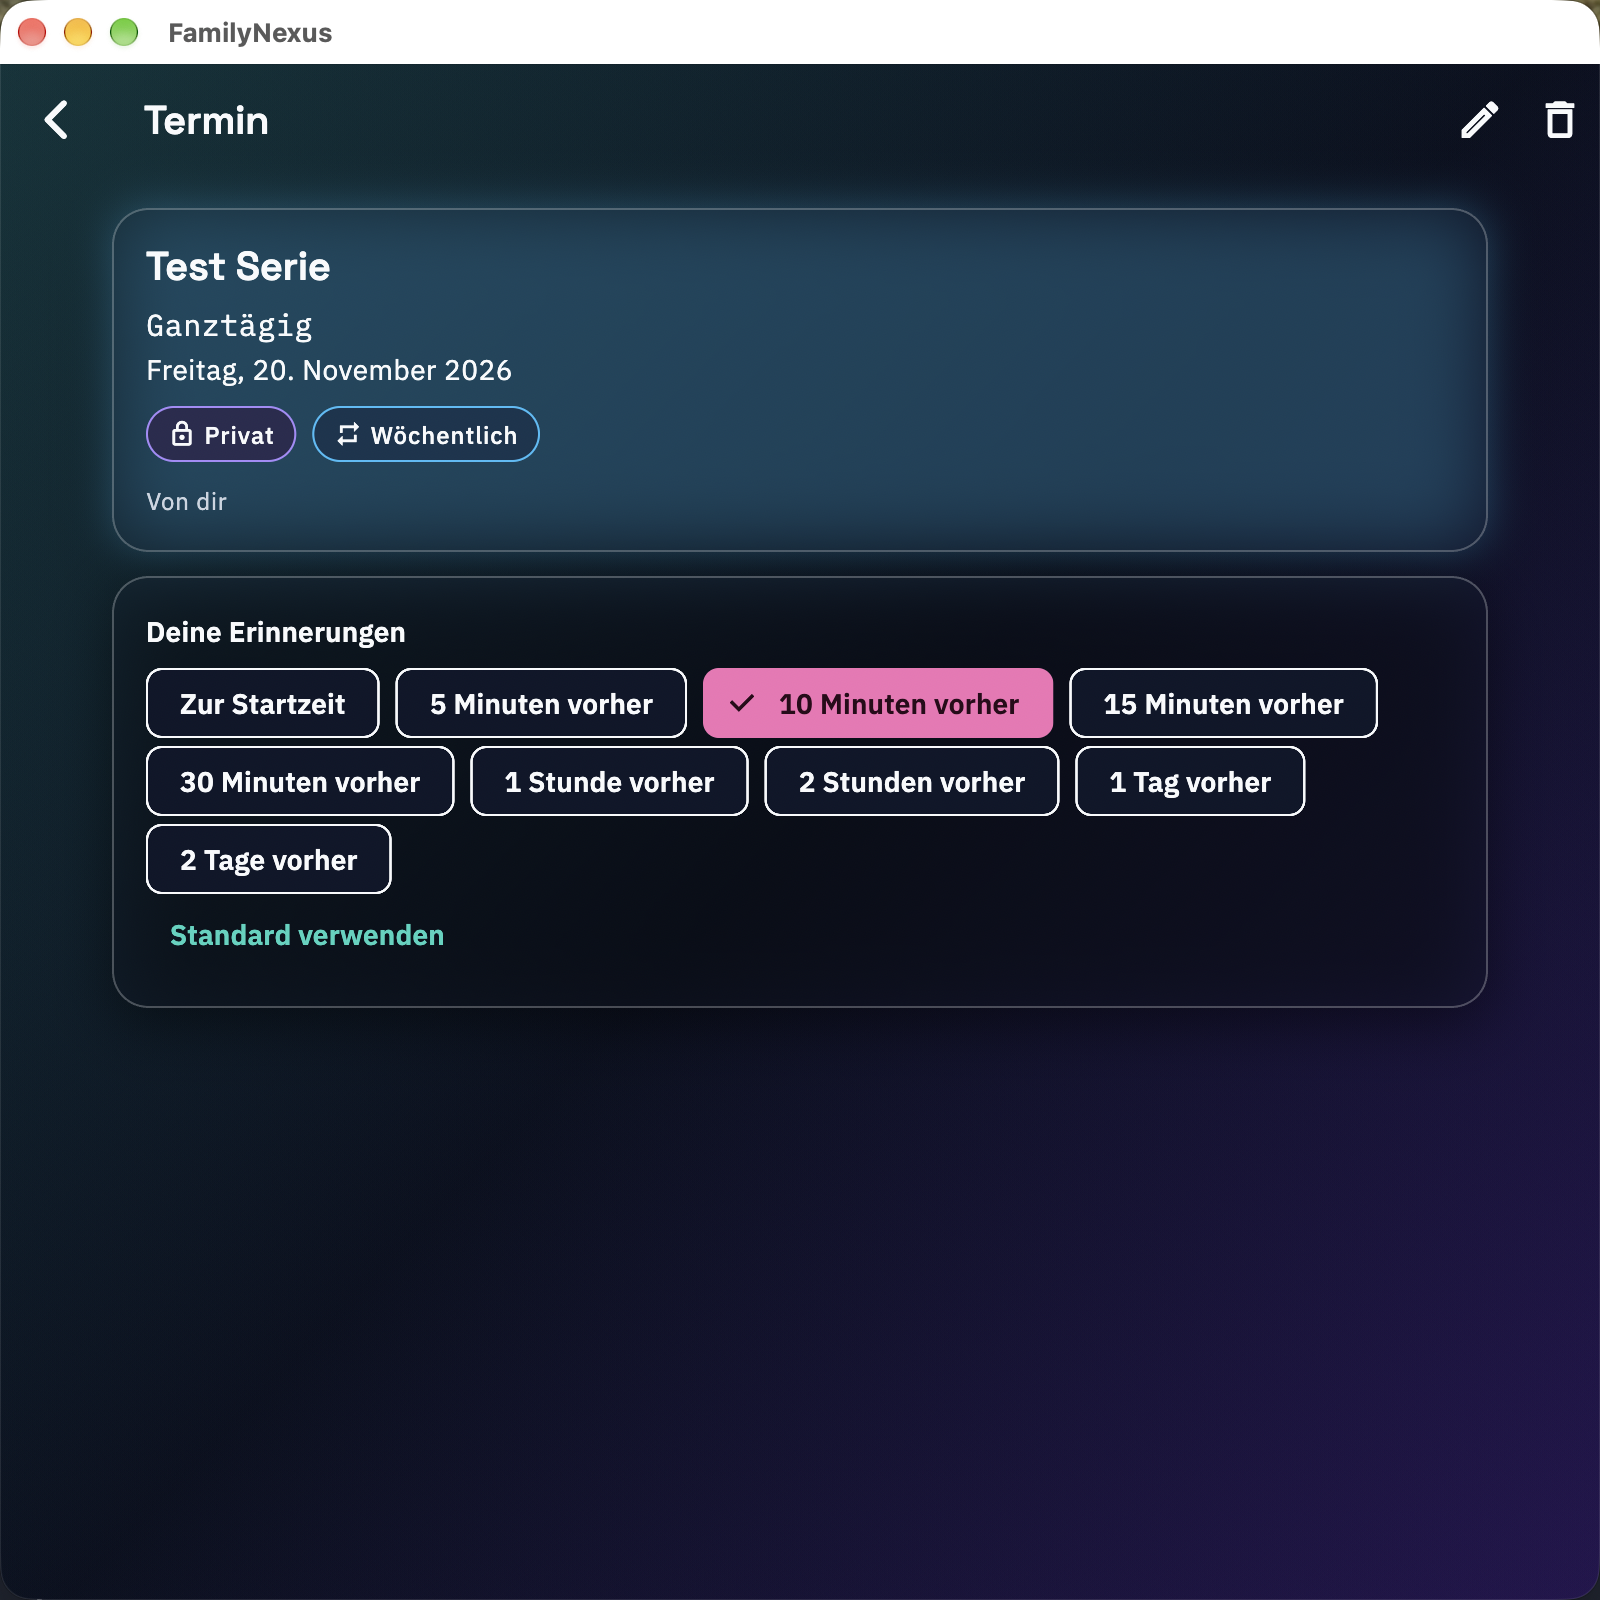 FamilyNexus
Termin
Test Serie
Ganztägig
Freitag, 20. November 2026
Privat Wöchentlich
Von dir
Deine Erinnerungen
Zur Startzeit 5 Minuten vorher 10 Minuten vorher 15 Minuten vorher
30 Minuten vorher 1 Stunde vorher 2 Stunden vorher 1 Tag vorher
2 Tage vorher
Standard verwenden